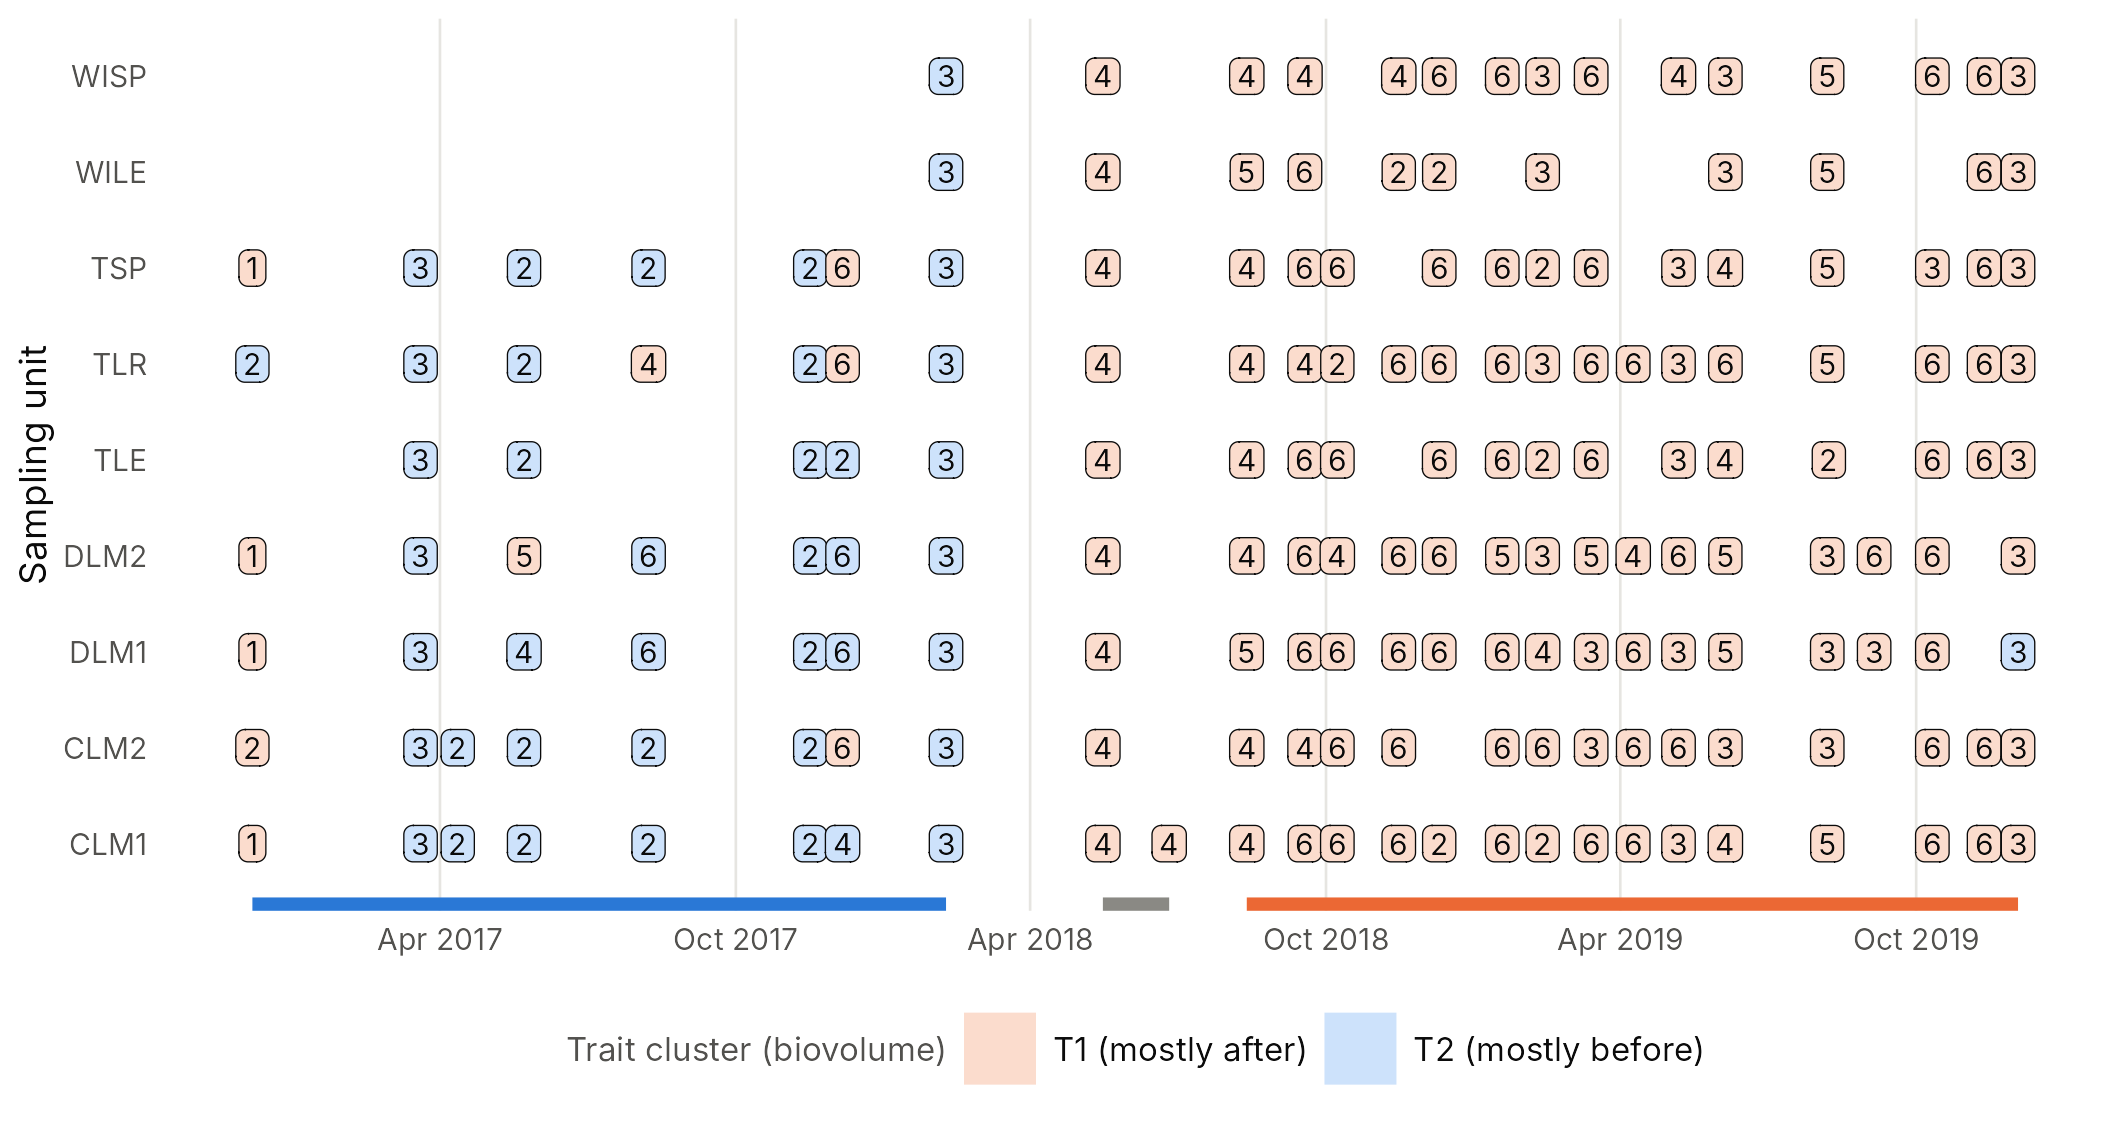 WISP 3 4 4 4 4 6 6 3 6 4 3 5 6 6 3
WILE 3 4 5 6 2 2 3 3 5 6 3
TSP 1 3 2 2 2 6 3 4 4 6 6 6 6 2 6 3 4 5 3 6 3
TLR 2 3 2 4 2 6 3 4 4 4 2 6 6 6 3 6 6 3 6 5 6 6 3
TLE 3 2 2 2 3 4 4 6 6 6 6 2 6 3 4 2 6 6 3
DLM2 1 3 5 6 2 6 3 4 4 6 4 6 6 5 3 5 4 6 5 3 6 6 3
DLM1 1 3 4 6 2 6 3 4 5 6 6 6 6 6 4 3 6 3 5 3 3 6 3
CLM2 2 3 2 2 2 2 6 3 4 4 4 6 6 6 6 3 6 6 3 3 6 6 3
CLM1 1 3 2 2 2 2 4 3 4 4 4 6 6 6 2 6 2 6 6 3 4 5 6 6 3
Sampling unit
Apr 2017 Oct 2017 Apr 2018 Oct 2018 Apr 2019 Oct 2019
Trait cluster (biovolume) T1 (mostly after) T2 (mostly before)